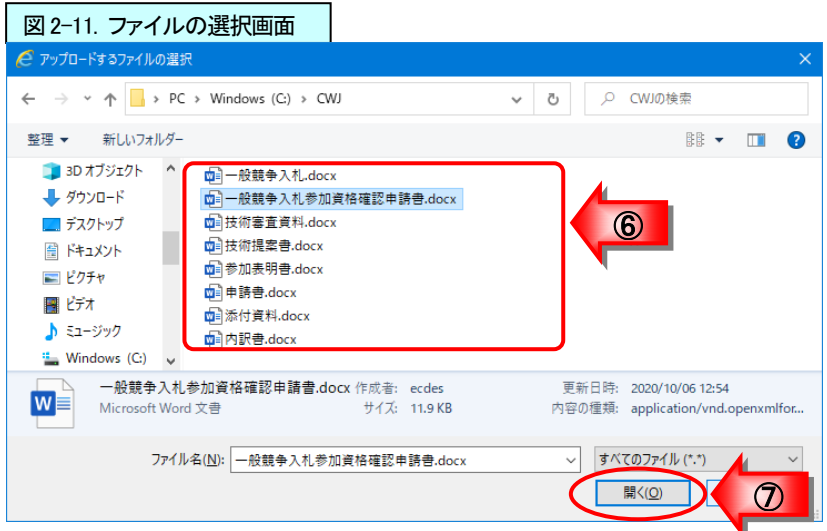 図 2-11. ファイルの選択画面
アップロードするファイルの選択
PC › Windows (C:) › CWJ
CWJの検索
整理
新しいフォルダー
3D オブジェクト
ダウンロード
デスクトップ
ドキュメント
ピクチャ
ビデオ
ミュージック
Windows (C:)
一般競争入札.docx
一般競争入札参加資格確認申請書.docx
技術審査資料.docx
技術提案書.docx
参加表明書.docx
申請書.docx
添付資料.docx
内訳書.docx
⑥
一般競争入札参加資格確認申請書.docx 作成者: ecdes 更新日時: 2020/10/06 12:54
Microsoft Word 文書 サイズ: 11.9 KB 内容の種類: application/vnd.openxmlfor...
ファイル名(N): 一般競争入札参加資格確認申請書.docx すべてのファイル (*.*)
開く(O)
⑦